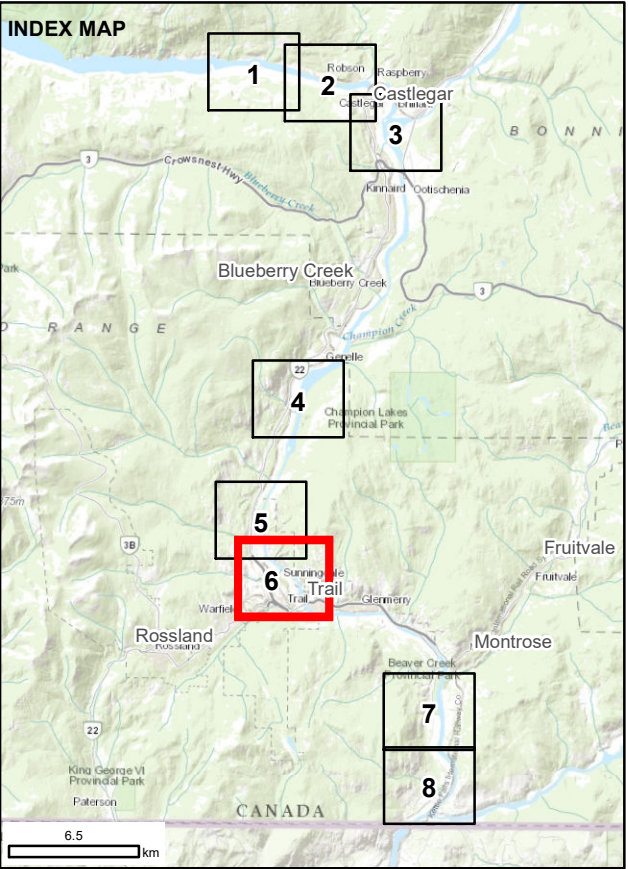 INDEX MAP
1
2
Robson
Raspberry
Castlegar
Castlegar
3
B O N N
3
Crowsnest Hwy
Blueberry Creek
Kinnaird
Ootischenia
Blueberry Creek
Blueberry Creek
Park
3
R A N G E
Champion Creek
Genelle
22
4
Champion Lakes
Provincial Park
975m
5
3B
Fruitvale
6
Sunningdale
Fruitvale
Trail
Trail
Glenmerry
Warfield
Rossland
Rossland
Montrose
Beaver Creek
Provincial Park
7
22
8
King George VI
Provincial Park
Paterson
CANADA
6.5
km